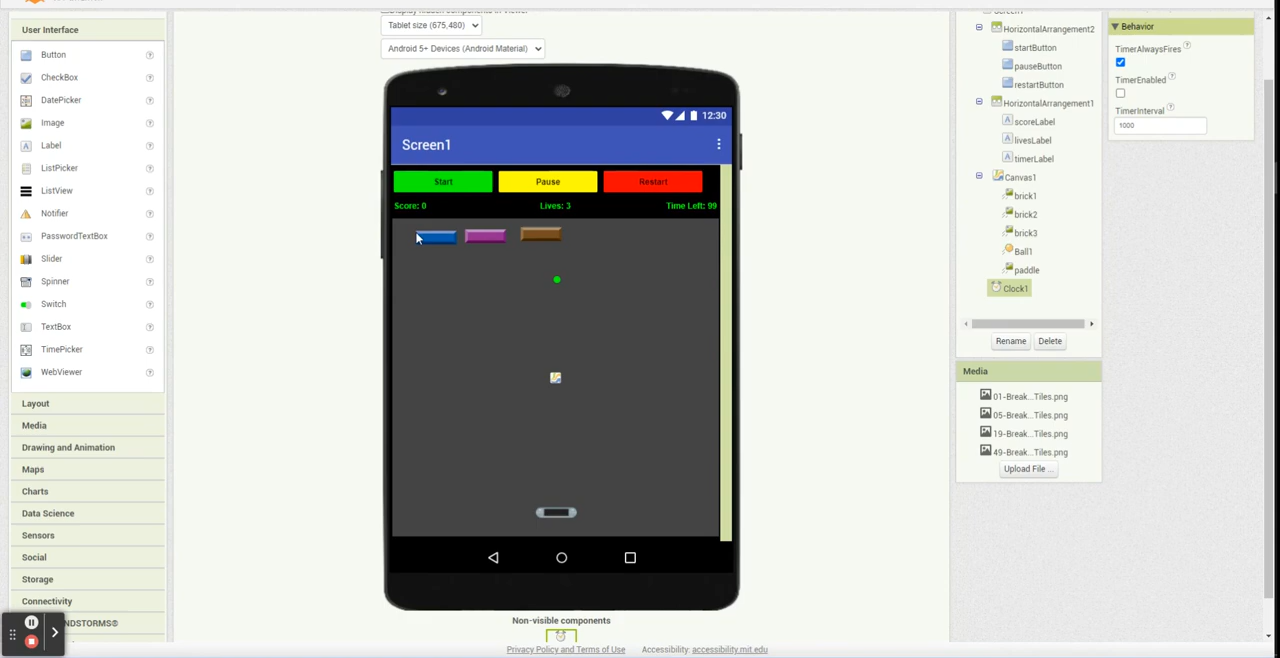 User Interface
Button
CheckBox
DatePicker
Image
Label
ListPicker
ListView
Notifier
PasswordTextBox
Slider
Spinner
Switch
TextBox
TimePicker
WebViewer
Layout
Media
Drawing and Animation
Maps
Charts
Data Science
Sensors
Social
Storage
Connectivity
NDSTORMS®
Tablet size (675,480)
Android 5+ Devices (Android Material)
12:30
Screen1
Start Pause Restart
Score: 0 Lives: 3 Time Left: 99
Non-visible components
Privacy Policy and Terms of Use Accessibility: accessibility.mit.edu
HorizontalArrangement2
startButton
pauseButton
restartButton
HorizontalArrangement1
scoreLabel
livesLabel
timerLabel
Canvas1
brick1
brick2
brick3
Ball1
paddle
Clock1
Rename Delete
Media
01-Break...Tiles.png
05-Break...Tiles.png
19-Break...Tiles.png
49-Break...Tiles.png
Upload File ...
Behavior
TimerAlwaysFires
TimerEnabled
TimerInterval
1000